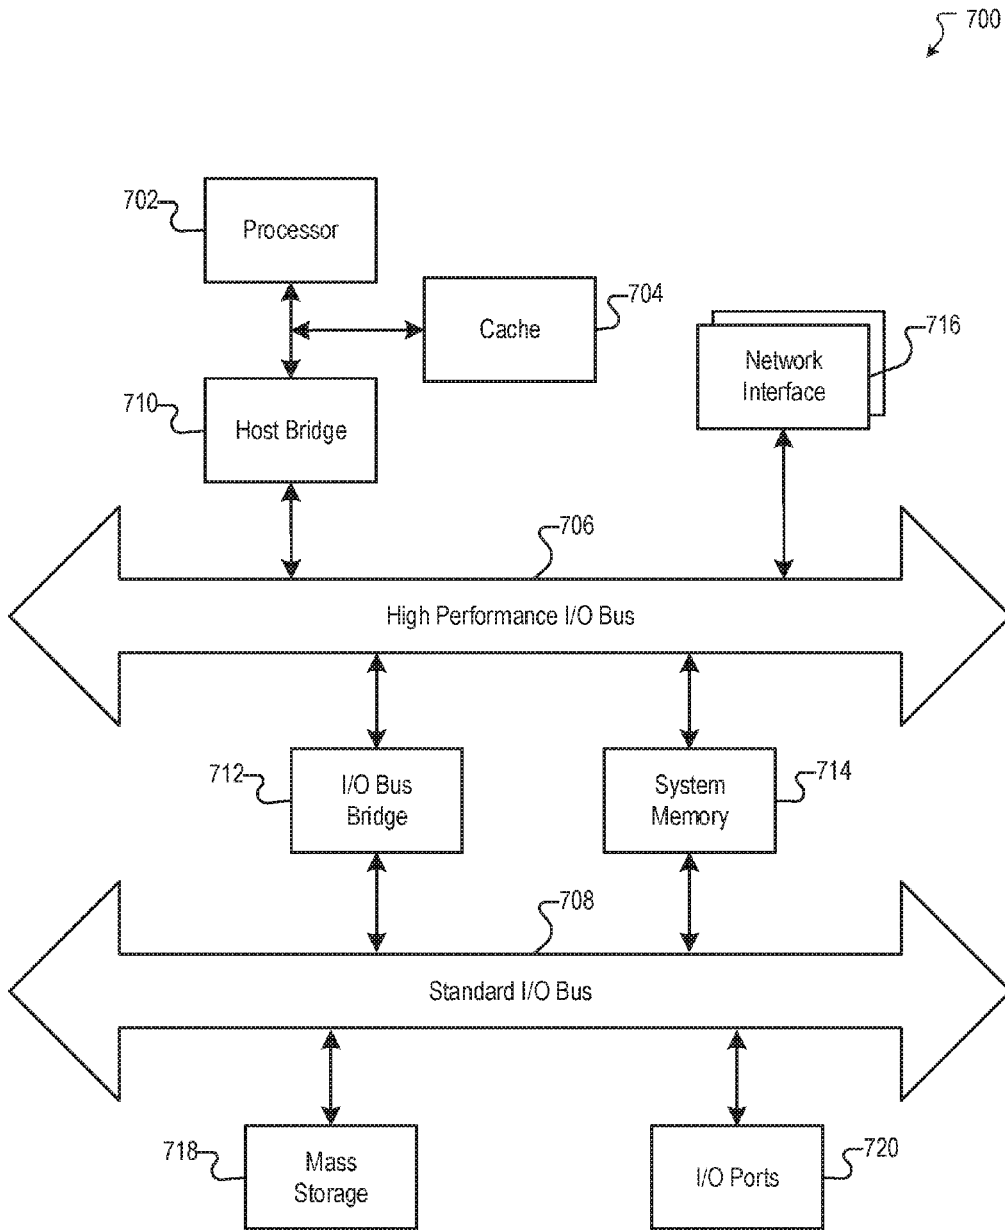 700
702
Processor
704
Cache
716
Network
Interface
710
Host Bridge
706
High Performance I/O Bus
712
I/O Bus
Bridge
System
Memory
714
708
Standard I/O Bus
718
Mass
Storage
I/O Ports
720